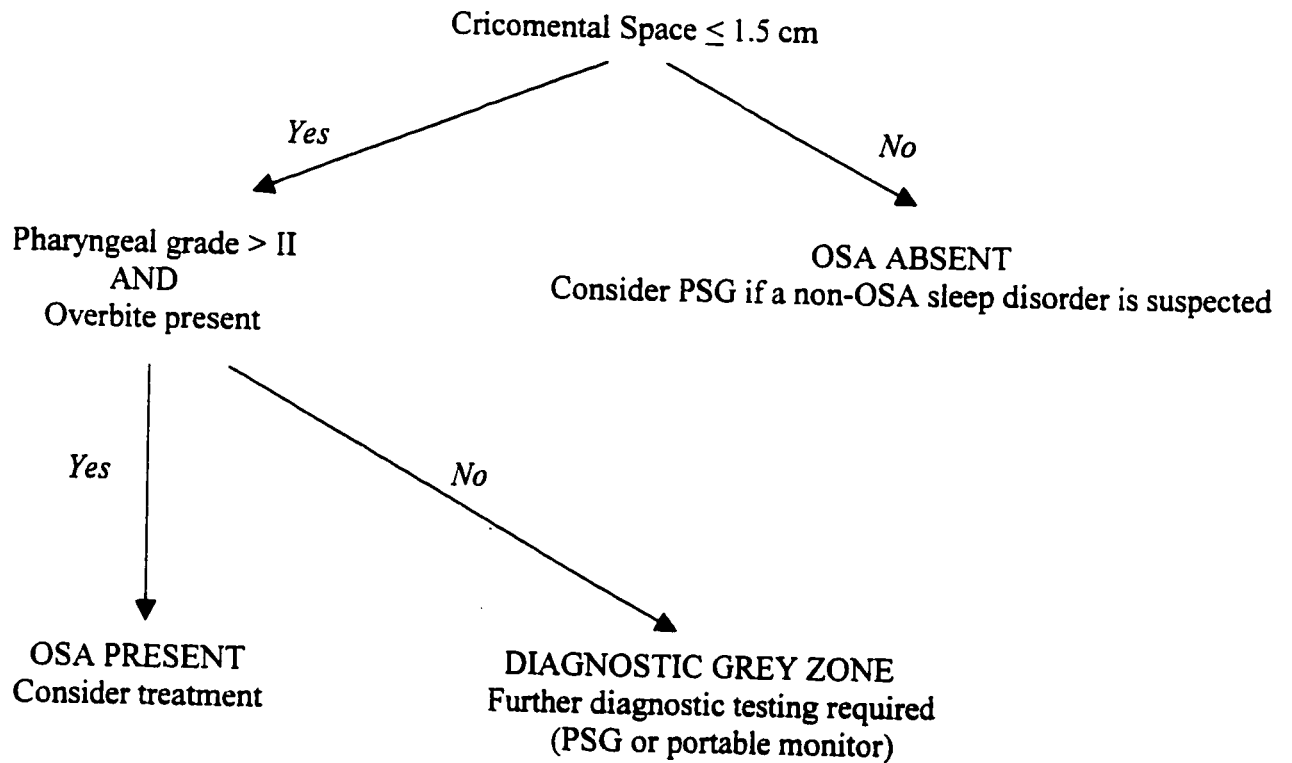 Cricomental Space ≤ 1.5 cm
Yes
No
Pharyngeal grade > II
AND
Overbite present
OSA ABSENT
Consider PSG if a non-OSA sleep disorder is suspected
Yes
No
OSA PRESENT
Consider treatment
DIAGNOSTIC GREY ZONE
Further diagnostic testing required
(PSG or portable monitor)